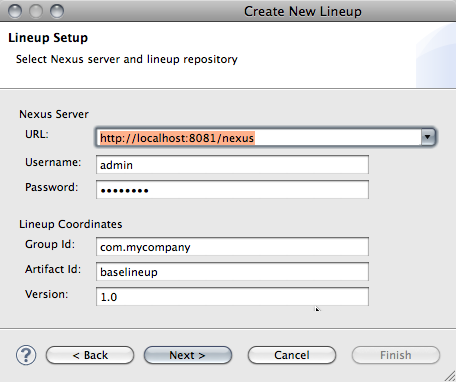 Create New Lineup
Lineup Setup
Select Nexus server and lineup repository
Nexus Server
URL: http://localhost:8081/nexus
Username: admin
Password: ••••••••
Lineup Coordinates
Group Id: com.mycompany
Artifact Id: baselineup
Version: 1.0
? < Back Next > Cancel Finish